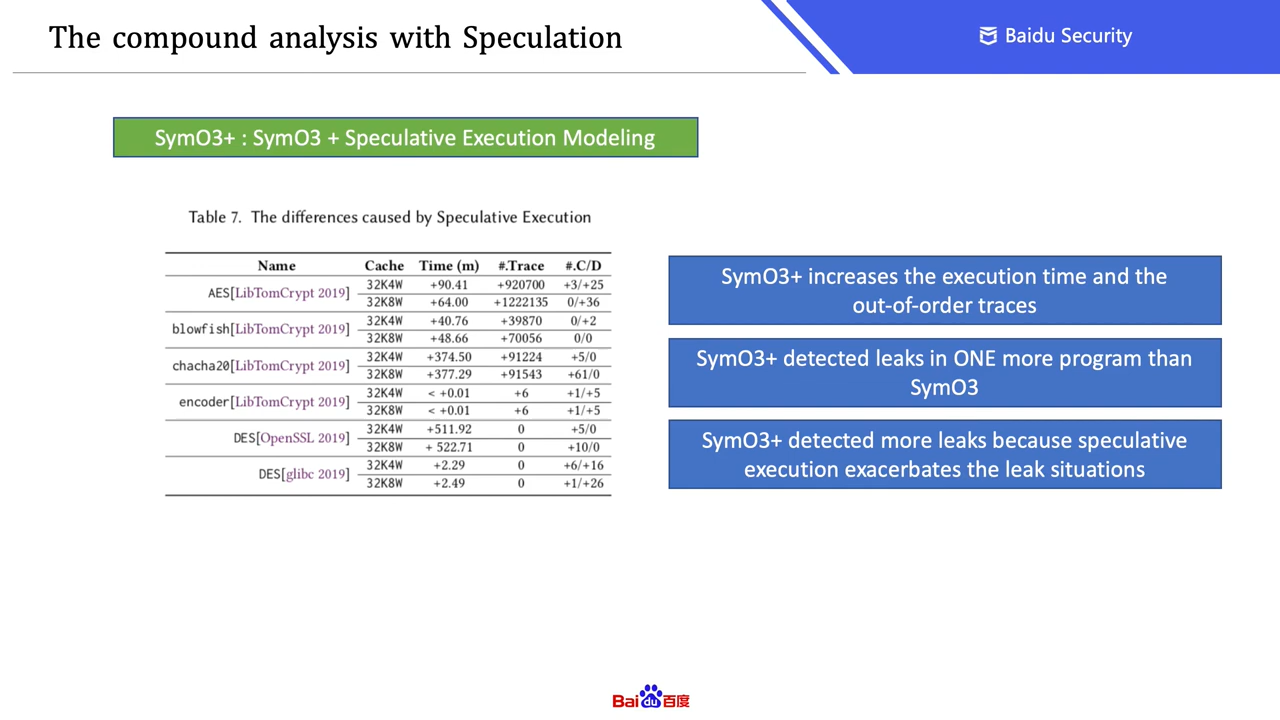 The compound analysis with Speculation
Baidu Security
SymO3+ : SymO3 + Speculative Execution Modeling
Table 7. The differences caused by Speculative Execution
Name Cache Time (m) #.Trace #.C/D
AES[LibTomCrypt 2019] 32K4W +90.41 +920700 +3/+25
32K8W +64.00 +1222135 0/+36
blowfish[LibTomCrypt 2019] 32K4W +40.76 +39870 0/+2
32K8W +48.66 +70056 0/0
chacha20[LibTomCrypt 2019] 32K4W +374.50 +91224 +5/0
32K8W +377.29 +91543 +61/0
encoder[LibTomCrypt 2019] 32K4W < +0.01 +6 +1/+5
32K8W < +0.01 +6 +1/+5
DES[OpenSSL 2019] 32K4W +511.92 0 +5/0
32K8W + 522.71 0 +10/0
DES[glibc 2019] 32K4W +2.29 0 +6/+16
32K8W +2.49 0 +1/+26
SymO3+ increases the execution time and the
out-of-order traces
SymO3+ detected leaks in ONE more program than
SymO3
SymO3+ detected more leaks because speculative
execution exacerbates the leak situations
Bai du 百度